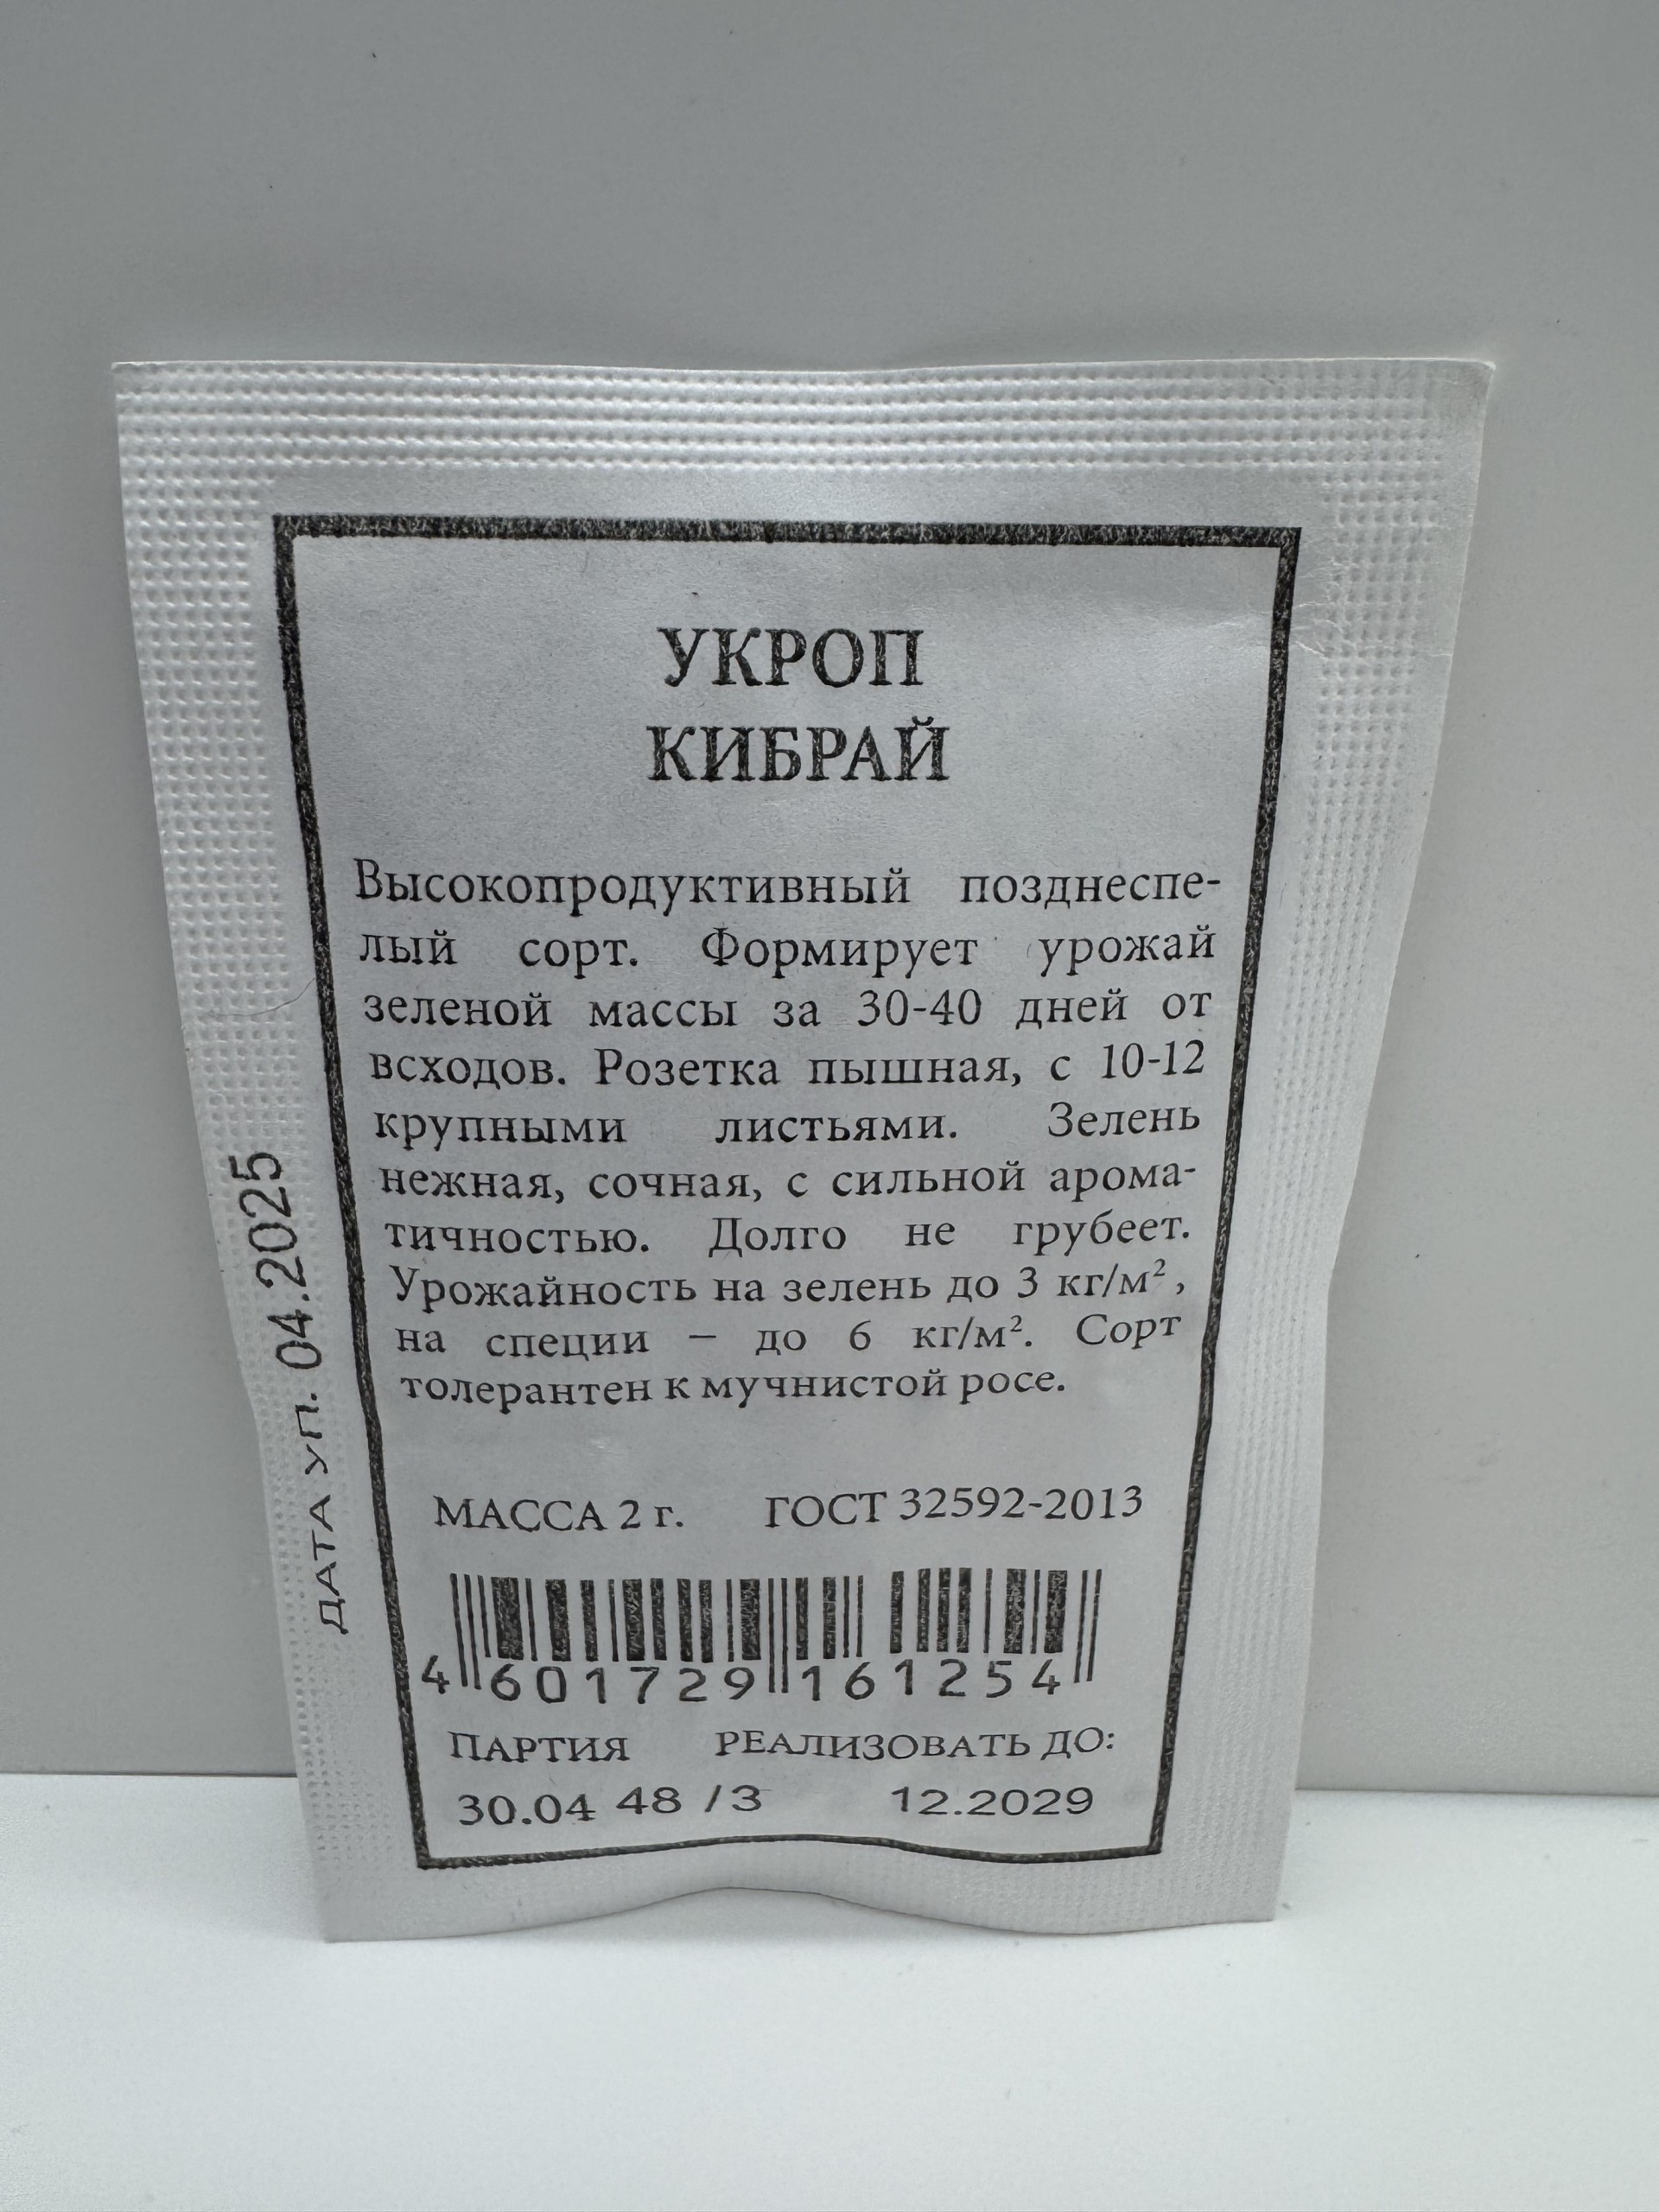 УКРОП
КИБРАЙ
Высокопродуктивный позднеспе-
лый сорт. Формирует урожай
зеленой массы за 30-40 дней от
всходов. Розетка пышная, с 10-12
крупными листьями. Зелень
нежная, сочная, с сильной арома-
тичностью. Долго не грубеет.
Урожайность на зелень до 3 кг/м²,
на специи – до 6 кг/м². Сорт
толерантен к мучнистой росе.
МАССА 2 г. ГОСТ 32592-2013
4 601729 161254
ПАРТИЯ РЕАЛИЗОВАТЬ ДО:
30.04 48 /3 12.2029
ДАТА УП. 04.2025